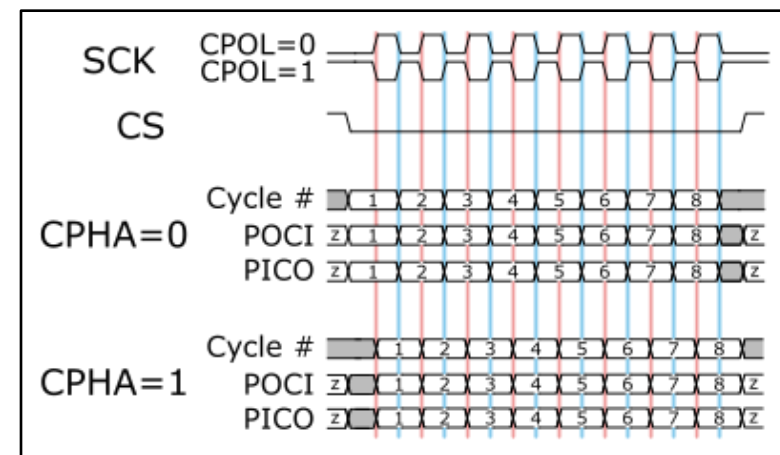 SCK CPOL=0
CPOL=1
CS
Cycle # 1 2 3 4 5 6 7 8
CPHA=0 POCI z 1 2 3 4 5 6 7 8 z
PICO z 1 2 3 4 5 6 7 8 z
Cycle # 1 2 3 4 5 6 7 8
CPHA=1 POCI z 1 2 3 4 5 6 7 8 z
PICO z 1 2 3 4 5 6 7 8 z